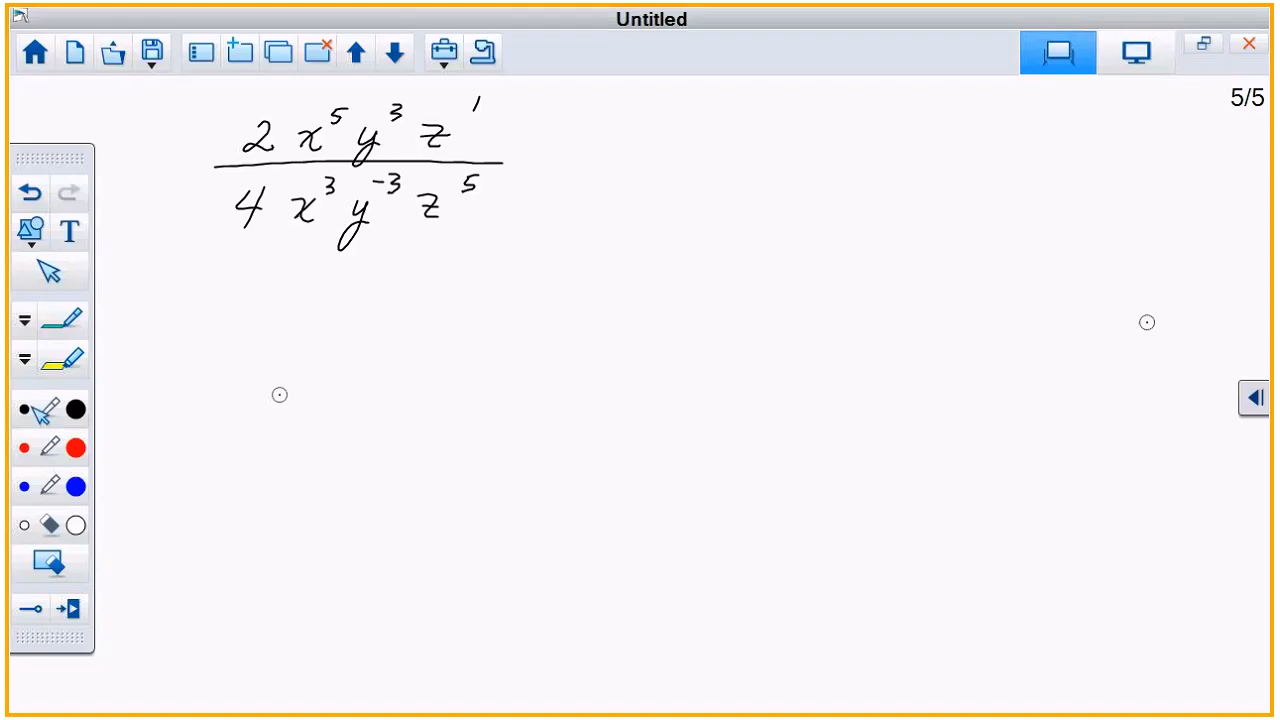 Untitled
5/5
2 x⁵ y³ z¹
4 x³ y⁻³ z⁵
T